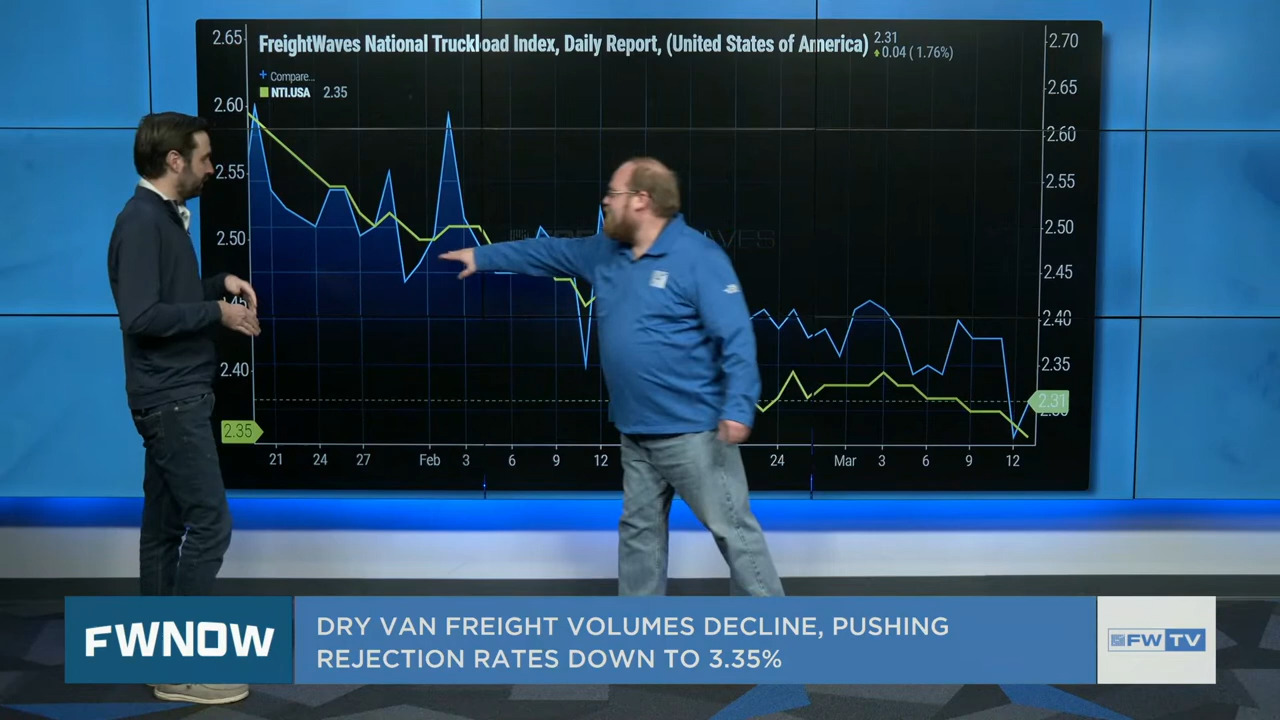 FreightWaves National Truckload Index, Daily Report, (United States of America)
2.31
0.04 ( 1.76%)
+ Compare...
NTI.USA 2.35
2.65
2.60
2.55
2.50
2.40
2.35
2.70
2.65
2.60
2.55
2.50
2.45
2.40
2.35
2.31
21 24 27 Feb 3 6 9 12 24 Mar 3 6 9 12
FWNOW
DRY VAN FREIGHT VOLUMES DECLINE, PUSHING
REJECTION RATES DOWN TO 3.35%
FWTV